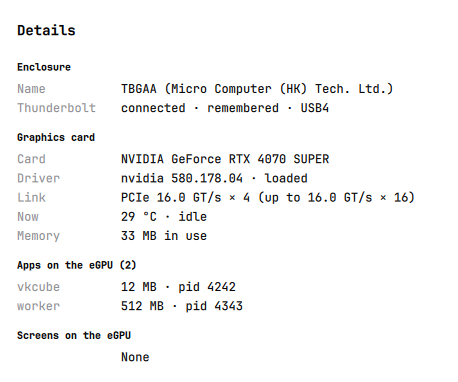 Details
Enclosure
Name TBGAA (Micro Computer (HK) Tech. Ltd.)
Thunderbolt connected · remembered · USB4
Graphics card
Card NVIDIA GeForce RTX 4070 SUPER
Driver nvidia 580.178.04 · loaded
Link PCIe 16.0 GT/s × 4 (up to 16.0 GT/s × 16)
Now 29 °C · idle
Memory 33 MB in use
Apps on the eGPU (2)
vkcube 12 MB · pid 4242
worker 512 MB · pid 4343
Screens on the eGPU
None